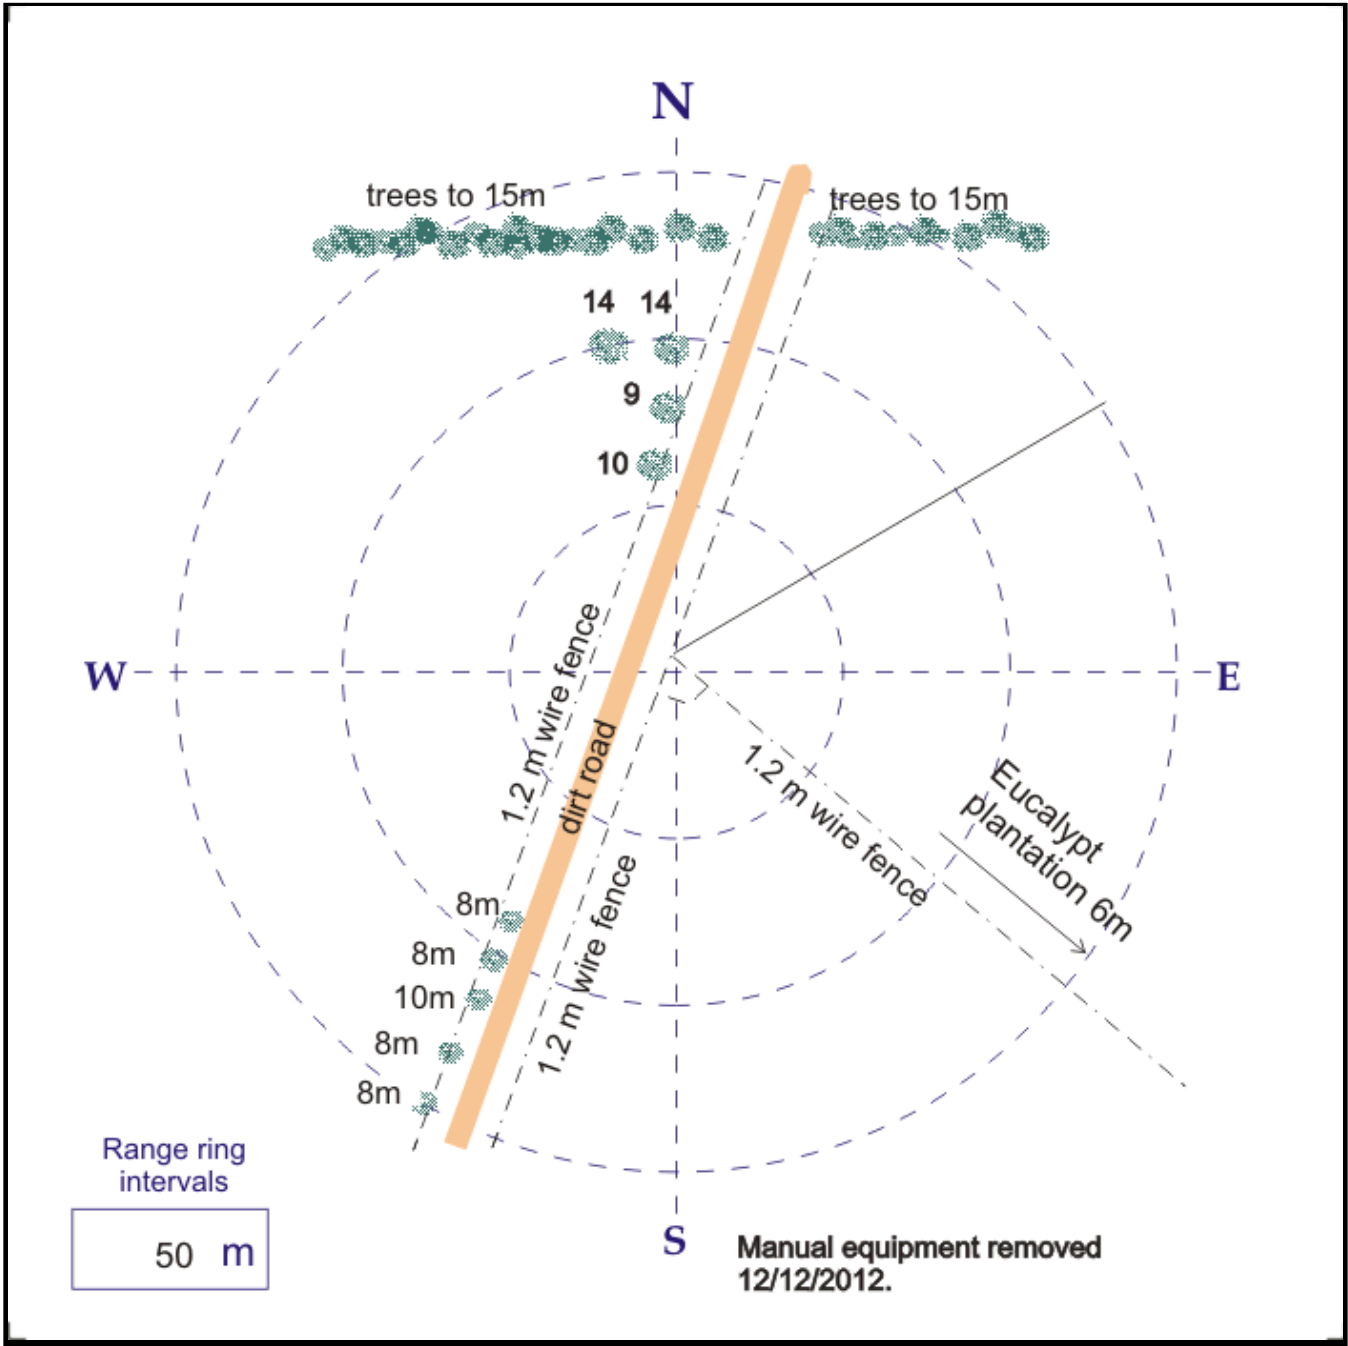 N
trees to 15m
trees to 15m
14 14
9
10
W
E
1.2 m wire fence
dirt road
1.2 m wire fence
1.2 m wire fence
Eucalypt
plantation 6m
8m
8m
10m
8m
8m
Range ring
intervals
50 m
S
Manual equipment removed
12/12/2012.